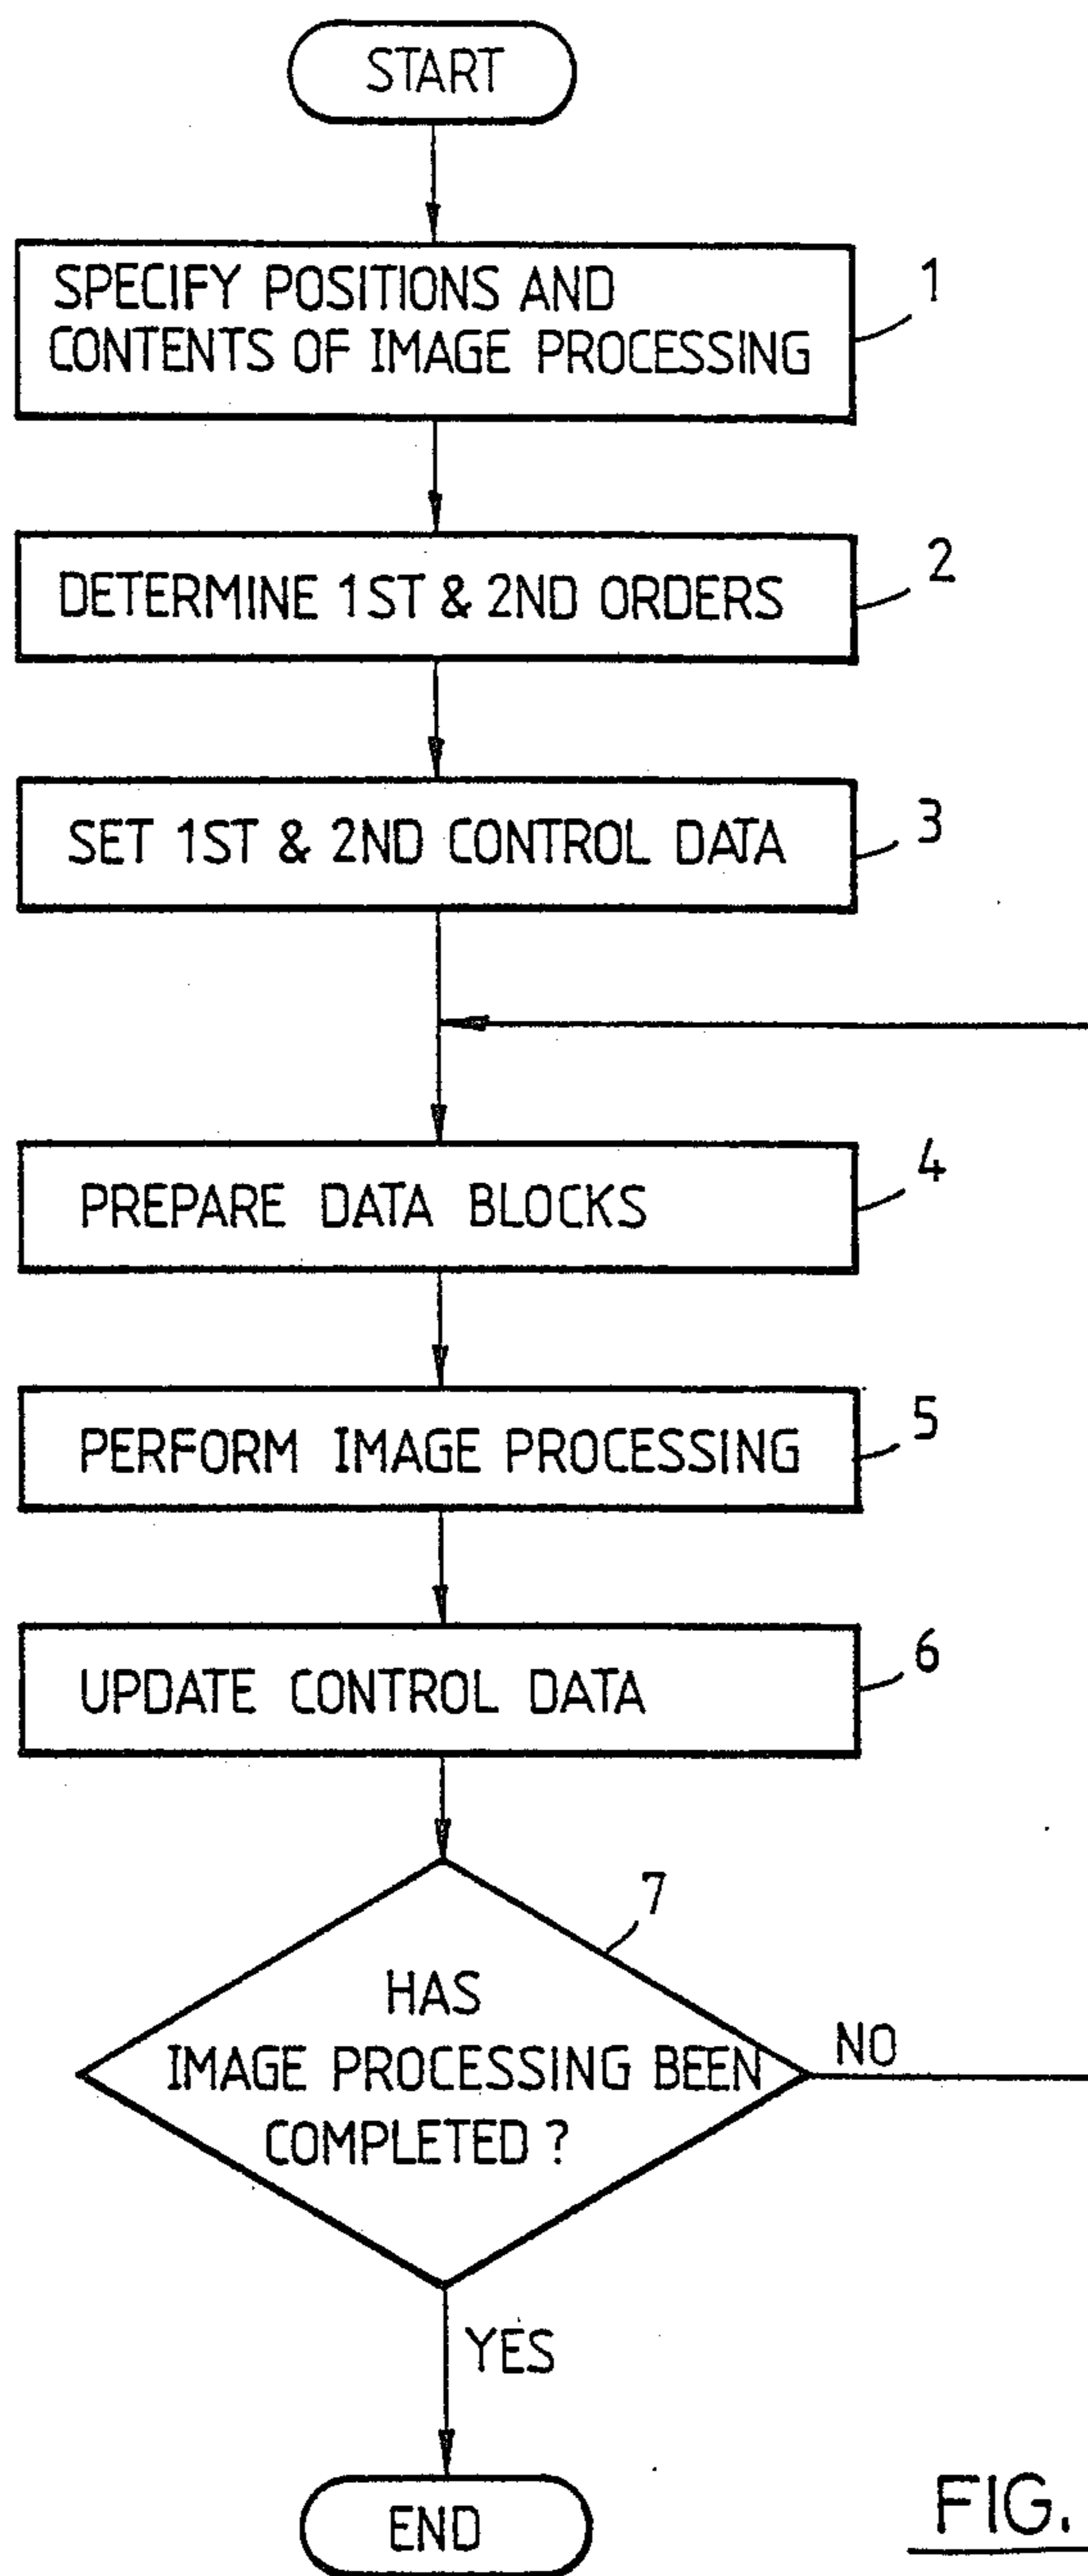 START
SPECIFY POSITIONS AND
CONTENTS OF IMAGE PROCESSING
1
DETERMINE 1ST & 2ND ORDERS
2
SET 1ST & 2ND CONTROL DATA
3
PREPARE DATA BLOCKS
4
PERFORM IMAGE PROCESSING
5
UPDATE CONTROL DATA
6
7
HAS
IMAGE PROCESSING BEEN
COMPLETED ?
NO
YES
END
FIG.